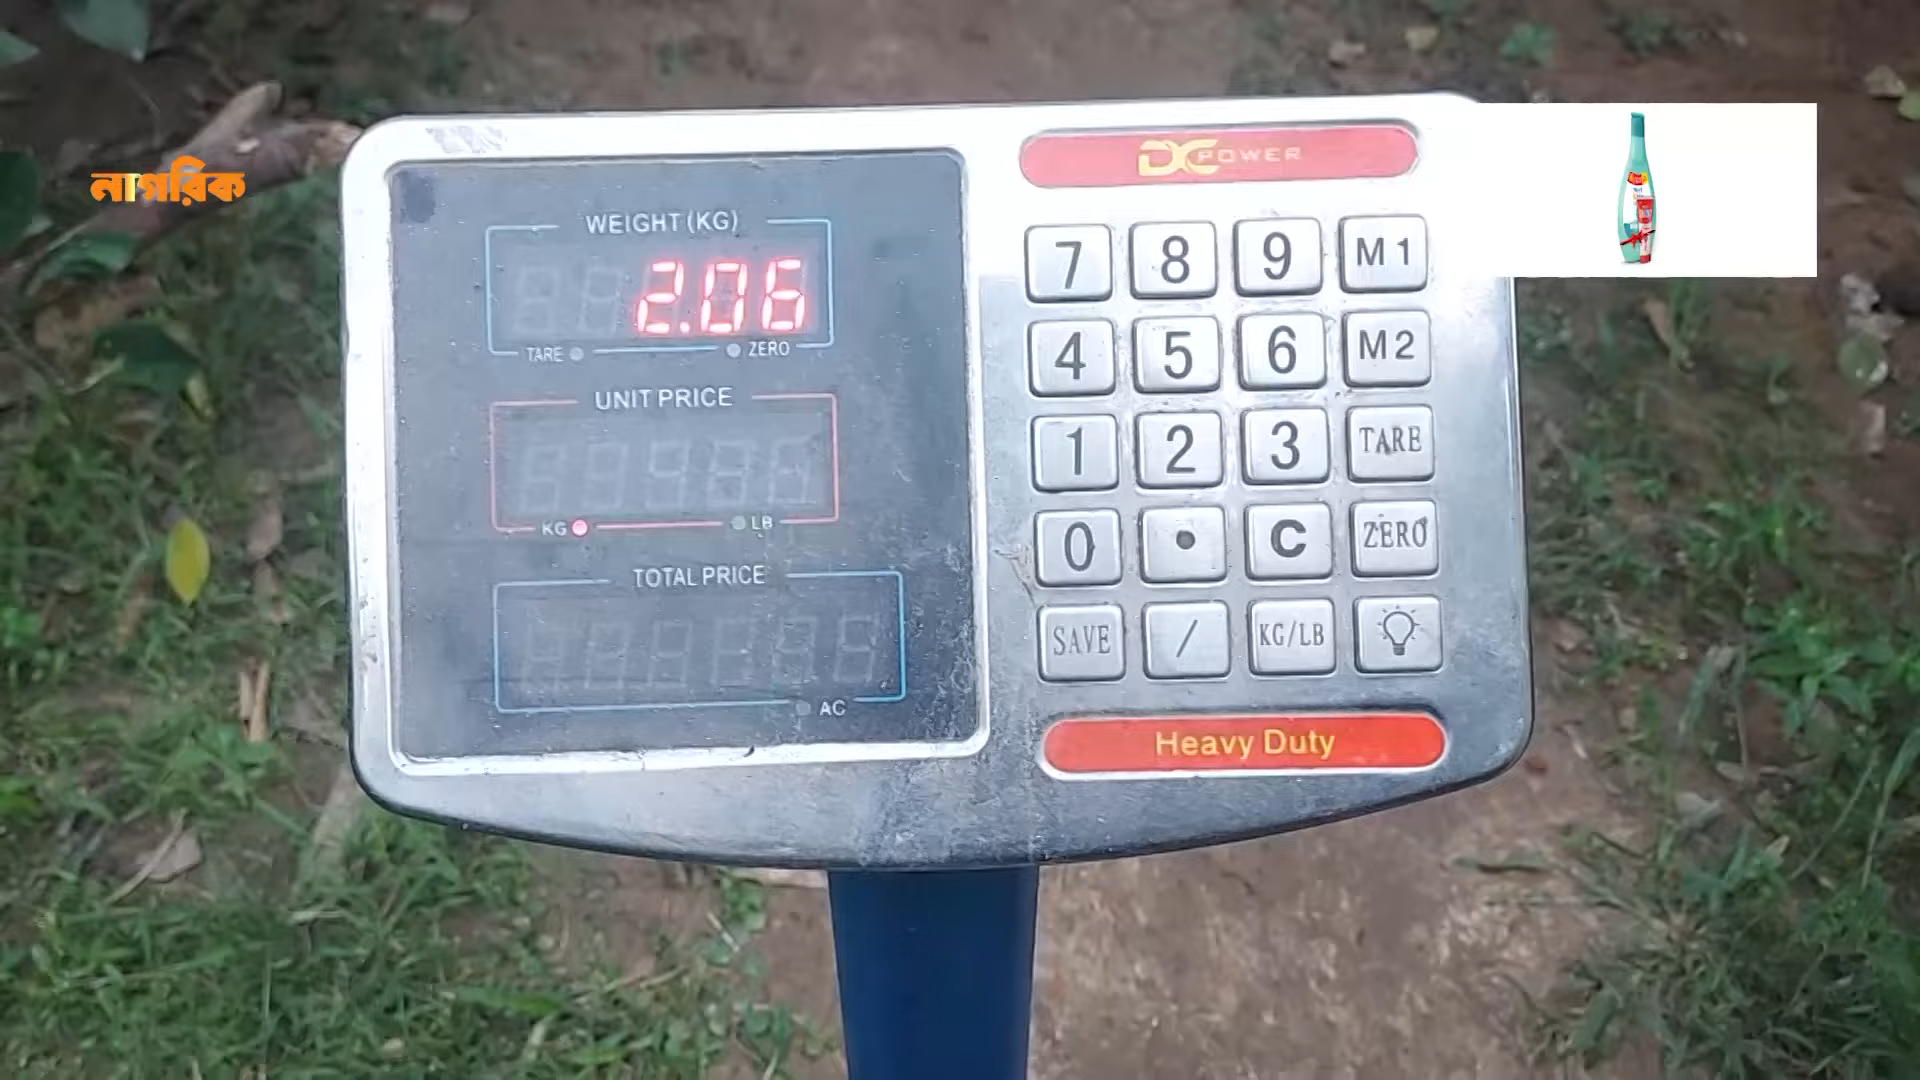 নাগরিক
WEIGHT (KG)
2.06
TARE ZERO
UNIT PRICE
KG LB
TOTAL PRICE
AC
DC POWER
7 8 9 M1
4 5 6 M2
1 2 3 TARE
0 . C ZERO
SAVE / KG/LB
Heavy Duty